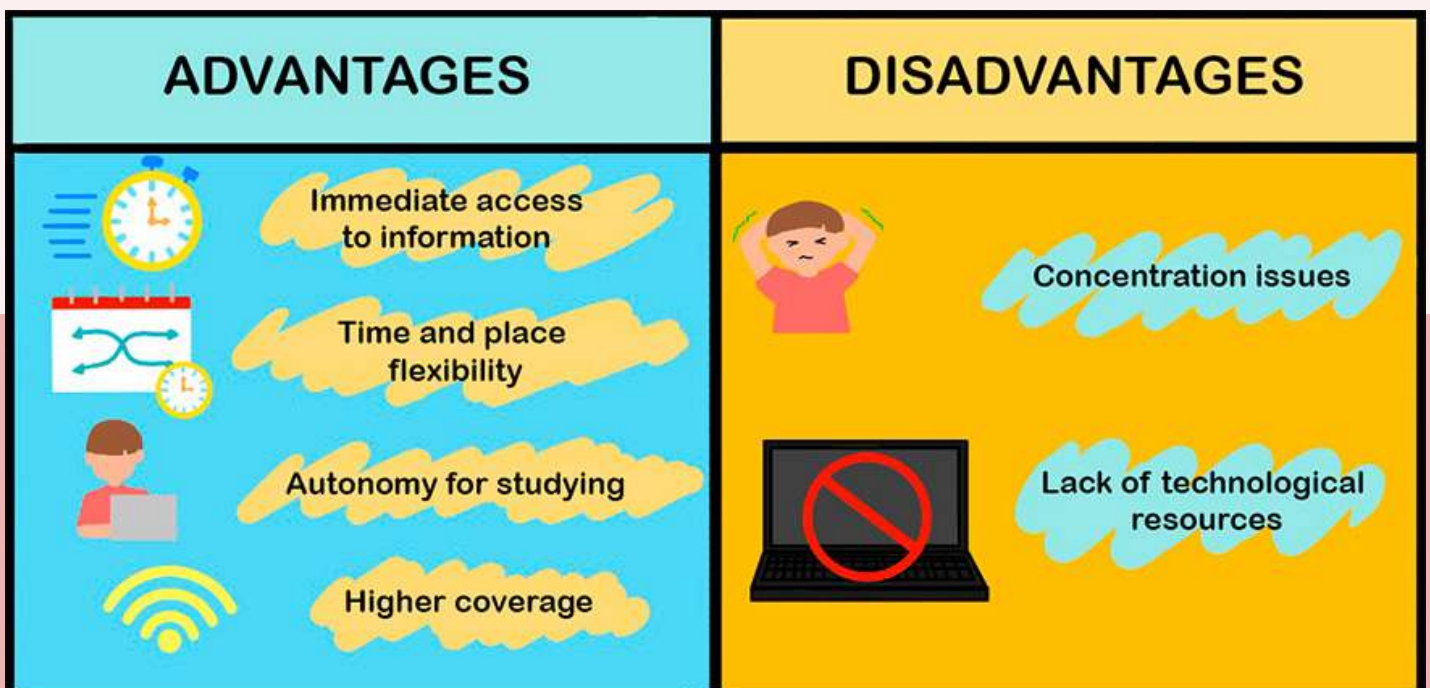 ADVANTAGES
DISADVANTAGES
Immediate access
to information
Time and place
flexibility
Autonomy for studying
Higher coverage
Concentration issues
Lack of technological
resources